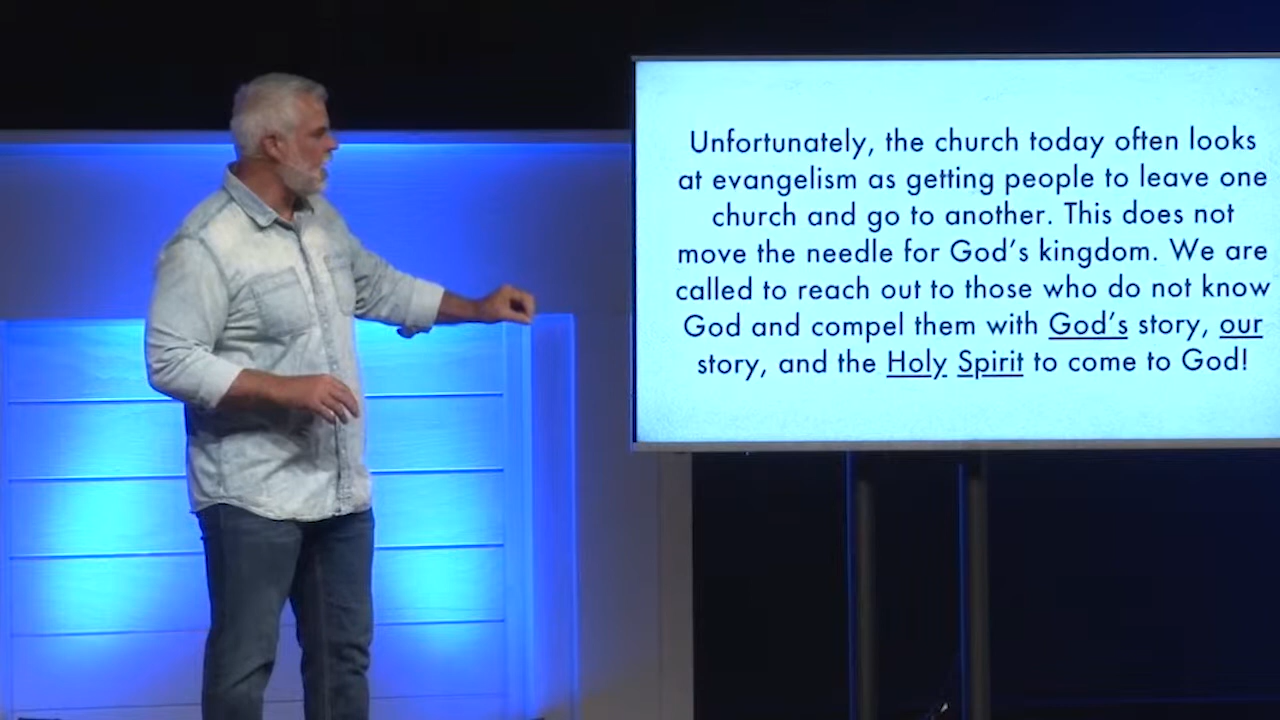 Unfortunately, the church today often looks
at evangelism as getting people to leave one
church and go to another. This does not
move the needle for God's kingdom. We are
called to reach out to those who do not know
God and compel them with God's story, our
story, and the Holy Spirit to come to God!